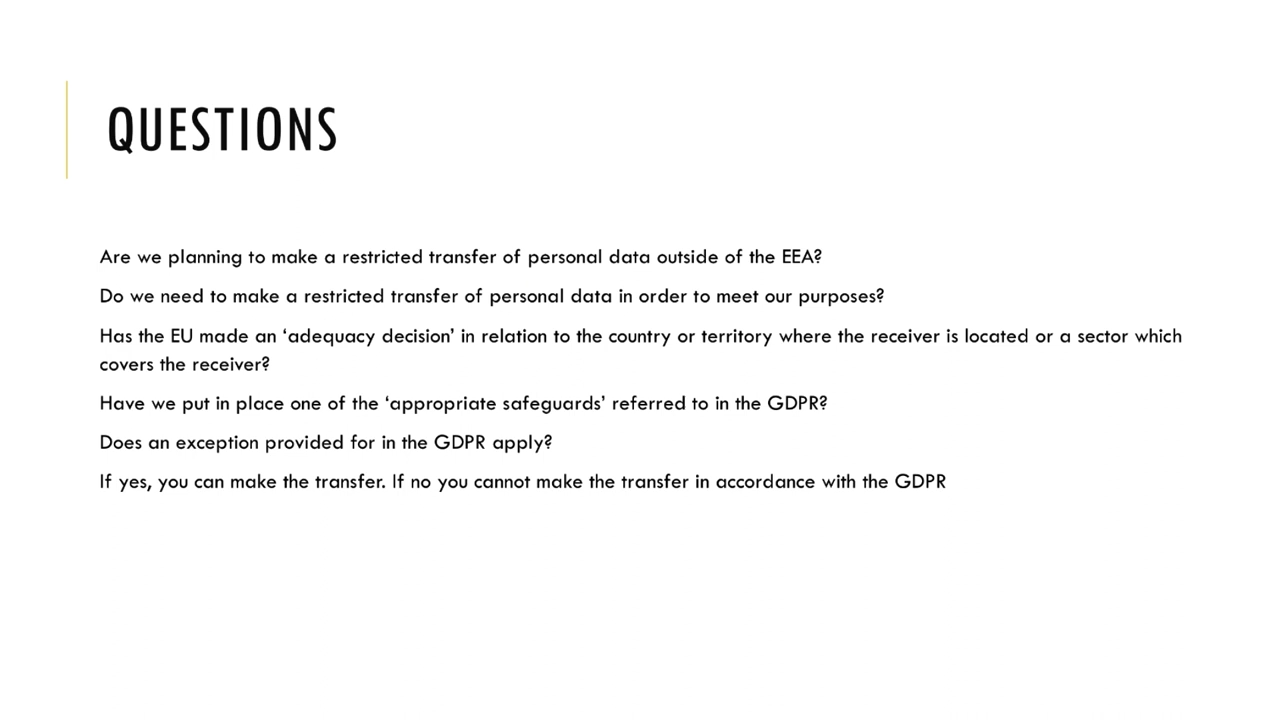 QUESTIONS
Are we planning to make a restricted transfer of personal data outside of the EEA?
Do we need to make a restricted transfer of personal data in order to meet our purposes?
Has the EU made an ‘adequacy decision’ in relation to the country or territory where the receiver is located or a sector which
covers the receiver?
Have we put in place one of the ‘appropriate safeguards’ referred to in the GDPR?
Does an exception provided for in the GDPR apply?
If yes, you can make the transfer. If no you cannot make the transfer in accordance with the GDPR